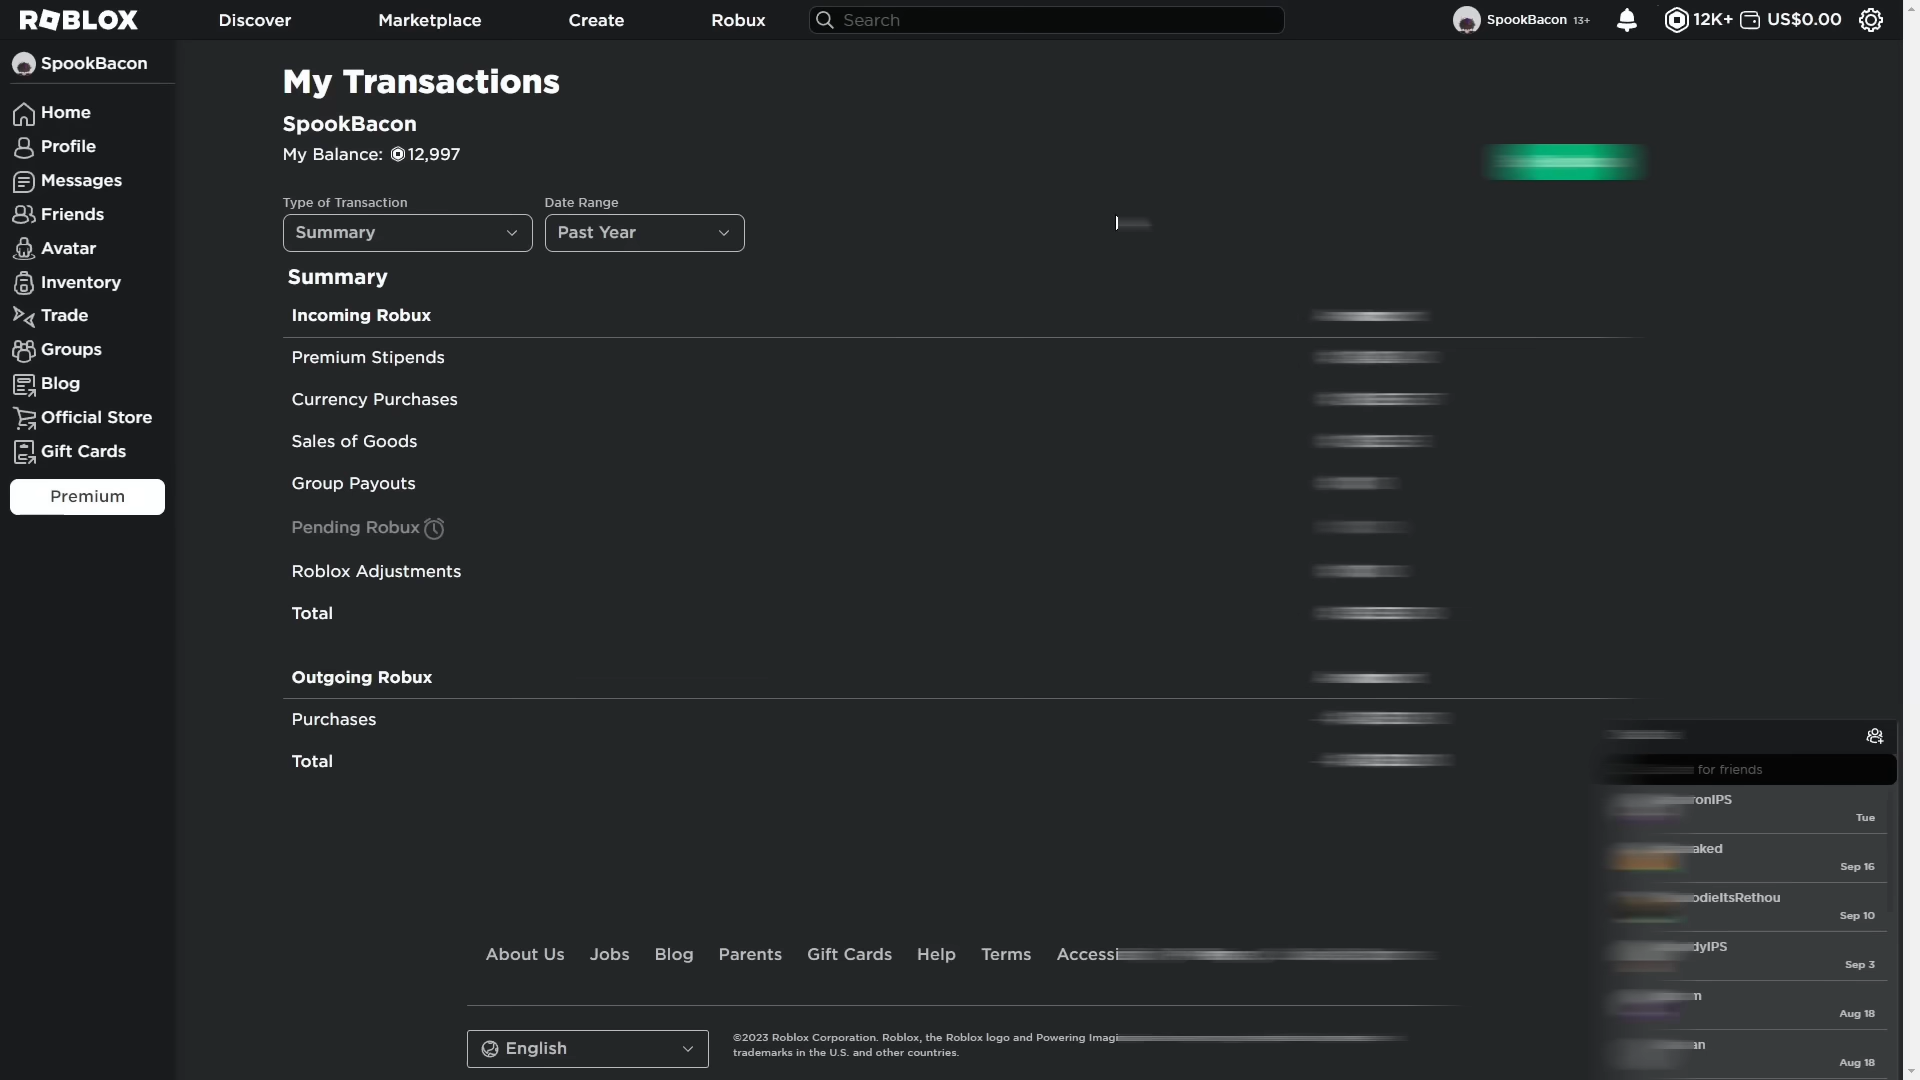 ROBLOX Discover Marketplace Create Robux Search SpookBacon 13+ 12K+ US$0.00
SpookBacon
Home
Profile
Messages
Friends
Avatar
Inventory
Trade
Groups
Blog
Official Store
Gift Cards
Premium
My Transactions
SpookBacon
My Balance: 12,997
Type of Transaction Date Range
Summary Past Year
Summary
Incoming Robux
Premium Stipends
Currency Purchases
Sales of Goods
Group Payouts
Pending Robux
Roblox Adjustments
Total
Outgoing Robux
Purchases
Total
for friends
Tue
Sep 16
Sep 10
Sep 3
Aug 18
Aug 18
About Us Jobs Blog Parents Gift Cards Help Terms
English
©2023 Roblox Corporation. Roblox, the Roblox logo and Powering
trademarks in the U.S. and other countries.